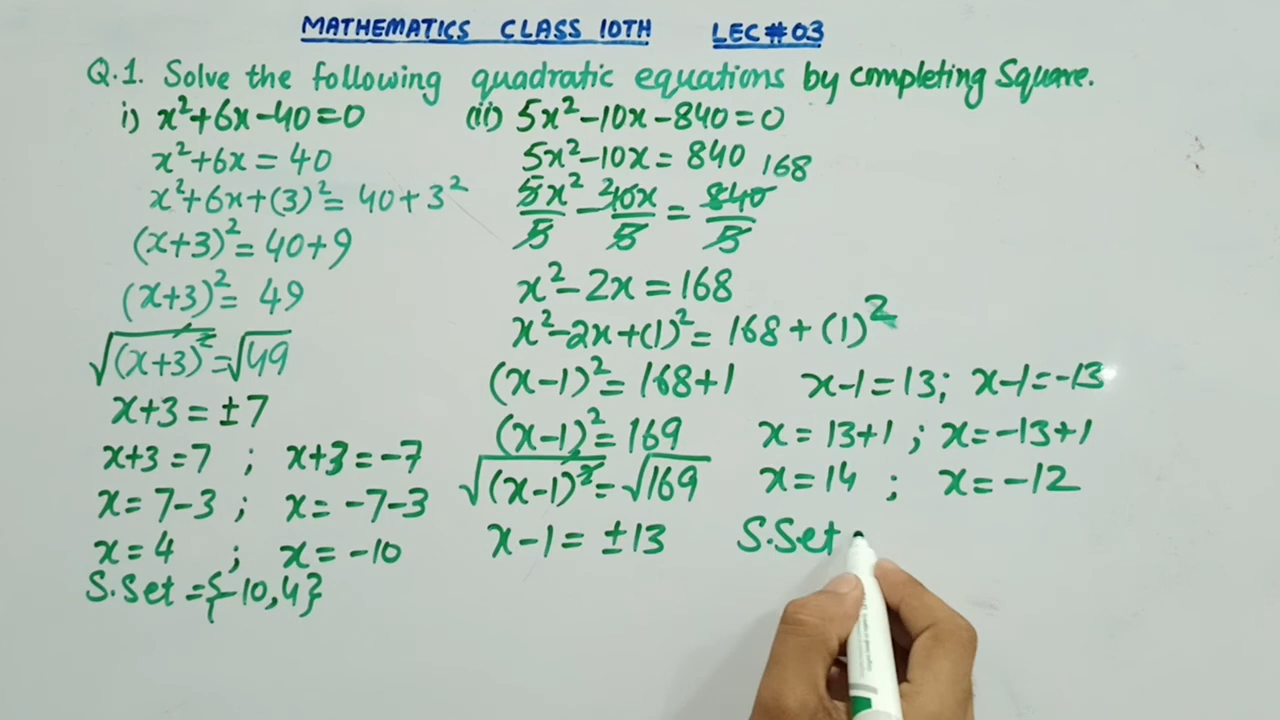 MATHEMATICS CLASS 10TH LEC#03
Q.1. Solve the following quadratic equations by completing Square.
i) x²+6x-40=0
x²+6x=40
x²+6x+(3)²=40+3²
(x+3)²=40+9
(x+3)²=49
√(x+3)²=√49
x+3=±7
x+3=7 ; x+3=-7
x=7-3 ; x=-7-3
x=4 ; x=-10
S.Set={-10,4}
(ii) 5x²-10x-840=0
5x²-10x=840
168
5x²/5 - 2 10x/5 = 840/5
x²-2x=168
x²-2x+(1)²=168+(1)²
(x-1)²=168+1
(x-1)²=169
√(x-1)²=√169
x-1=±13
x-1=13; x-1=-13
x=13+1 ; x=-13+1
x=14 ; x=-12
S.Set